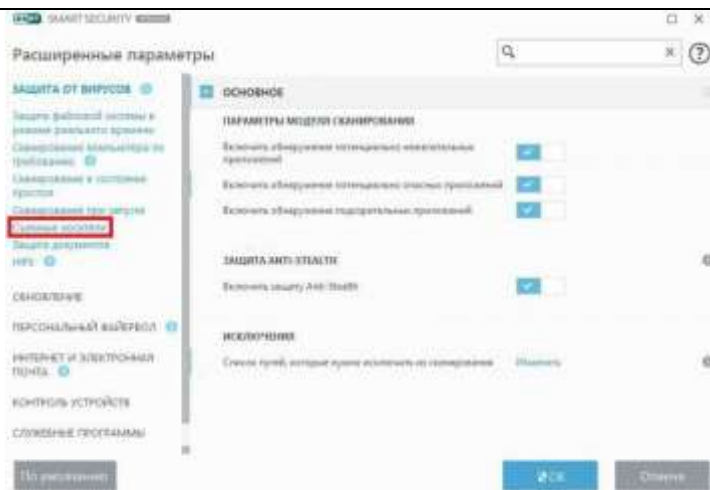 eset SMART SECURITY
Расширенные параметры
ЗАЩИТА ОТ ВИРУСОВ
Защита файловой системы в
режиме реального времени
Сканирование компьютера по
требованию
Сканирование в состоянии
простоя
Сканирование при запуске
Съемные носители
Защита документов
HIPS
ОБНОВЛЕНИЕ
ПЕРСОНАЛЬНЫЙ ФАЙЕРВОЛ
ИНТЕРНЕТ И ЭЛЕКТРОННАЯ
ПОЧТА
КОНТРОЛЬ УСТРОЙСТВ
СЛУЖЕБНЫЕ ПРОГРАММЫ
ОСНОВНОЕ
ПАРАМЕТРЫ МОДУЛЯ СКАНИРОВАНИЯ
Включить обнаружение потенциально нежелательных
приложений
Включить обнаружение потенциально опасных приложений
Включить обнаружение подозрительных приложений
ЗАЩИТА ANTI-STEALTH
Включить защиту Anti-Stealth
ИСКЛЮЧЕНИЯ
Список путей, которые нужно исключить из сканирования Изменить
По умолчанию
OK
Отмена